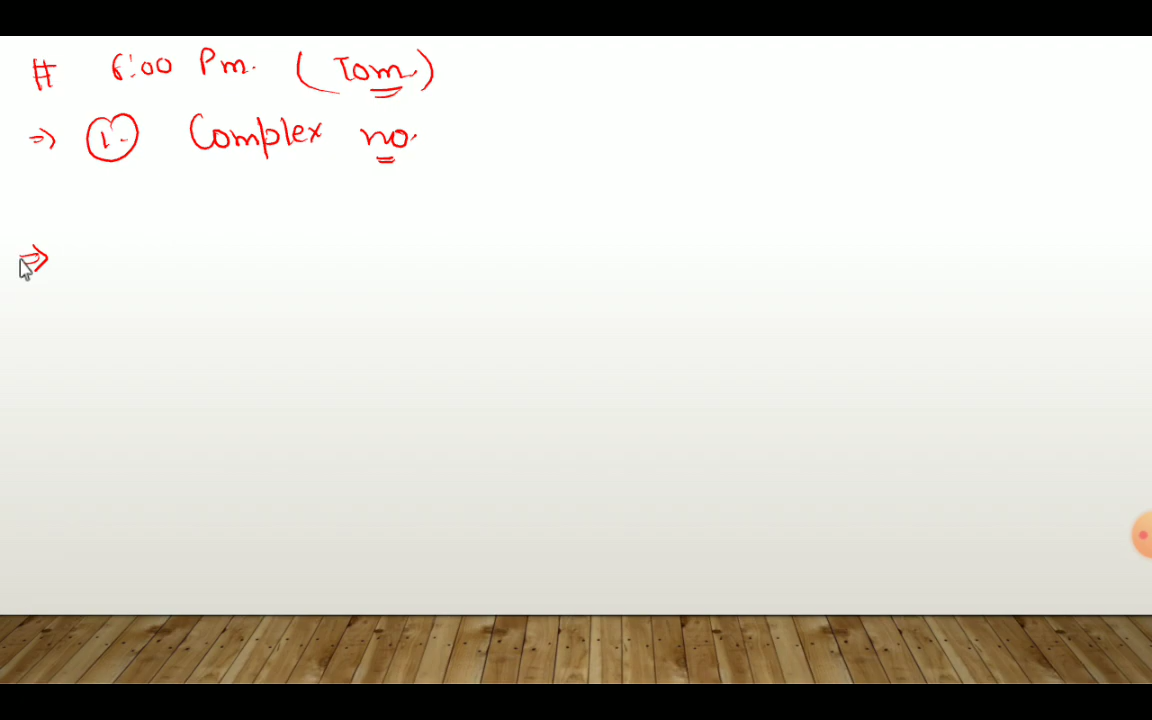 # 6:00 Pm. (Tom.)
⇒ 1. Complex no.
⇒